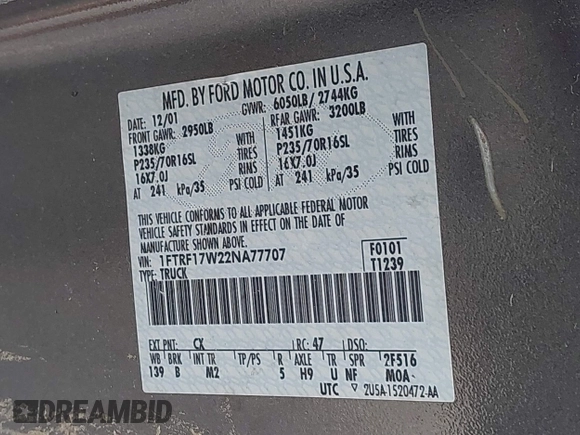 MFD. BY FORD MOTOR CO. IN U.S.A.
DATE: 12/01 GVWR: 6050LB/ 2744KG
FRONT GAWR: 2950LB REAR GAWR: 3200LB
1338KG WITH 1451KG WITH
P235/70R16SL TIRES P235/70R16SL TIRES
16X7.0J RIMS 16X7.0J RIMS
AT 241 kPa/35 PSI COLD AT 241 kPa/35 PSI COLD
THIS VEHICLE CONFORMS TO ALL APPLICABLE FEDERAL MOTOR
VEHICLE SAFETY STANDARDS IN EFFECT ON THE DATE OF
MANUFACTURE SHOWN ABOVE.
VIN: 1FTRF17W22NA77707 F0101
TYPE: TRUCK T1239
EXT PNT: CX RC: 47 DSO:
WB BRK INT TR TP/PS R AXLE TR SPR 2F516
139 B M2 5 H9 U NF MOA
UTC ▽ 2U5A-1520472-AA
DREAMBID